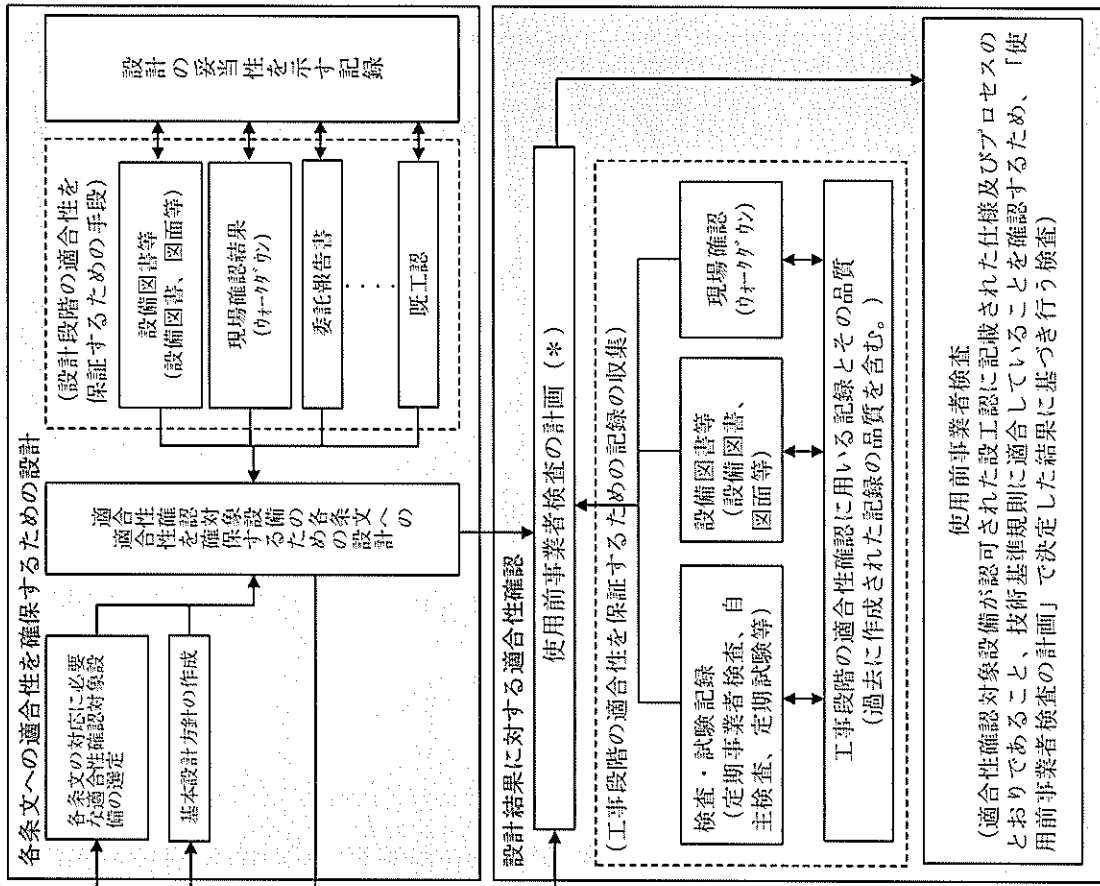 各条文への適合性を確保するための設計
各条文の対応に必要
な適合性確認対象設
備の選定
基本設計方針の作成
適合性確認対象設備の各条文への
適合性を確保するための設計
(設計段階の適合性を
保証するための手段)
設備図書等
(設備図書、図面等)
現場確認結果
(ウォークダウン)
委託報告書
・・・・・
既工認
設計の妥当性を示す記録
設計結果に対する適合性確認
使用前事業者検査の計画(*)
(工事段階の適合性を保証するための記録の収集)
検査・試験記録
(定期事業者検査、自
主検査、定期試験等)
設備図書等
(設備図書、
図面等)
現場確認
(ウォークダウン)
工事段階の適合性確認に用いる記録とその品質
(過去に作成された記録の品質を含む。)
使用前事業者検査
(適合性確認対象設備が認可された設工認に記載された仕様及びプロセスの
とおりであること、技術基準規則に適合していることを確認するため、「使
用前事業者検査の計画」で決定した結果に基づき行う検査)